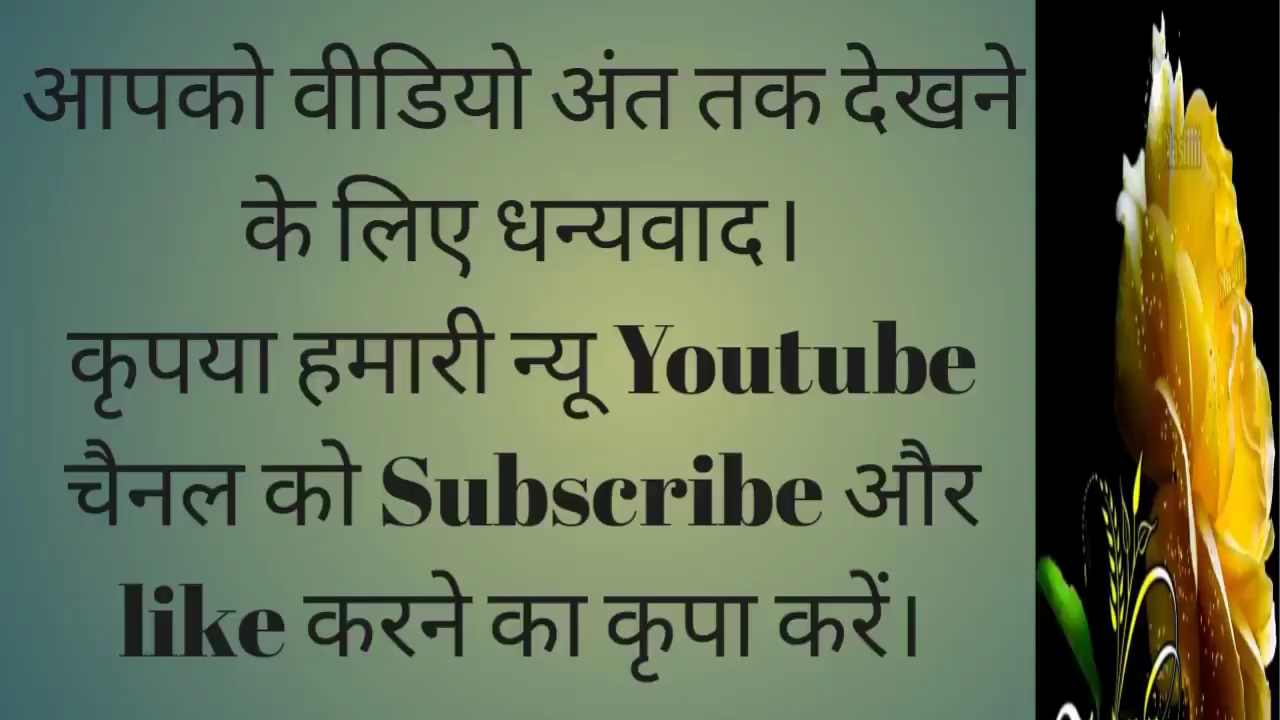 आपको वीडियो अंत तक देखने
के लिए धन्यवाद।
कृपया हमारी न्यू Youtube
चैनल को Subscribe और
like करने का कृपा करें।